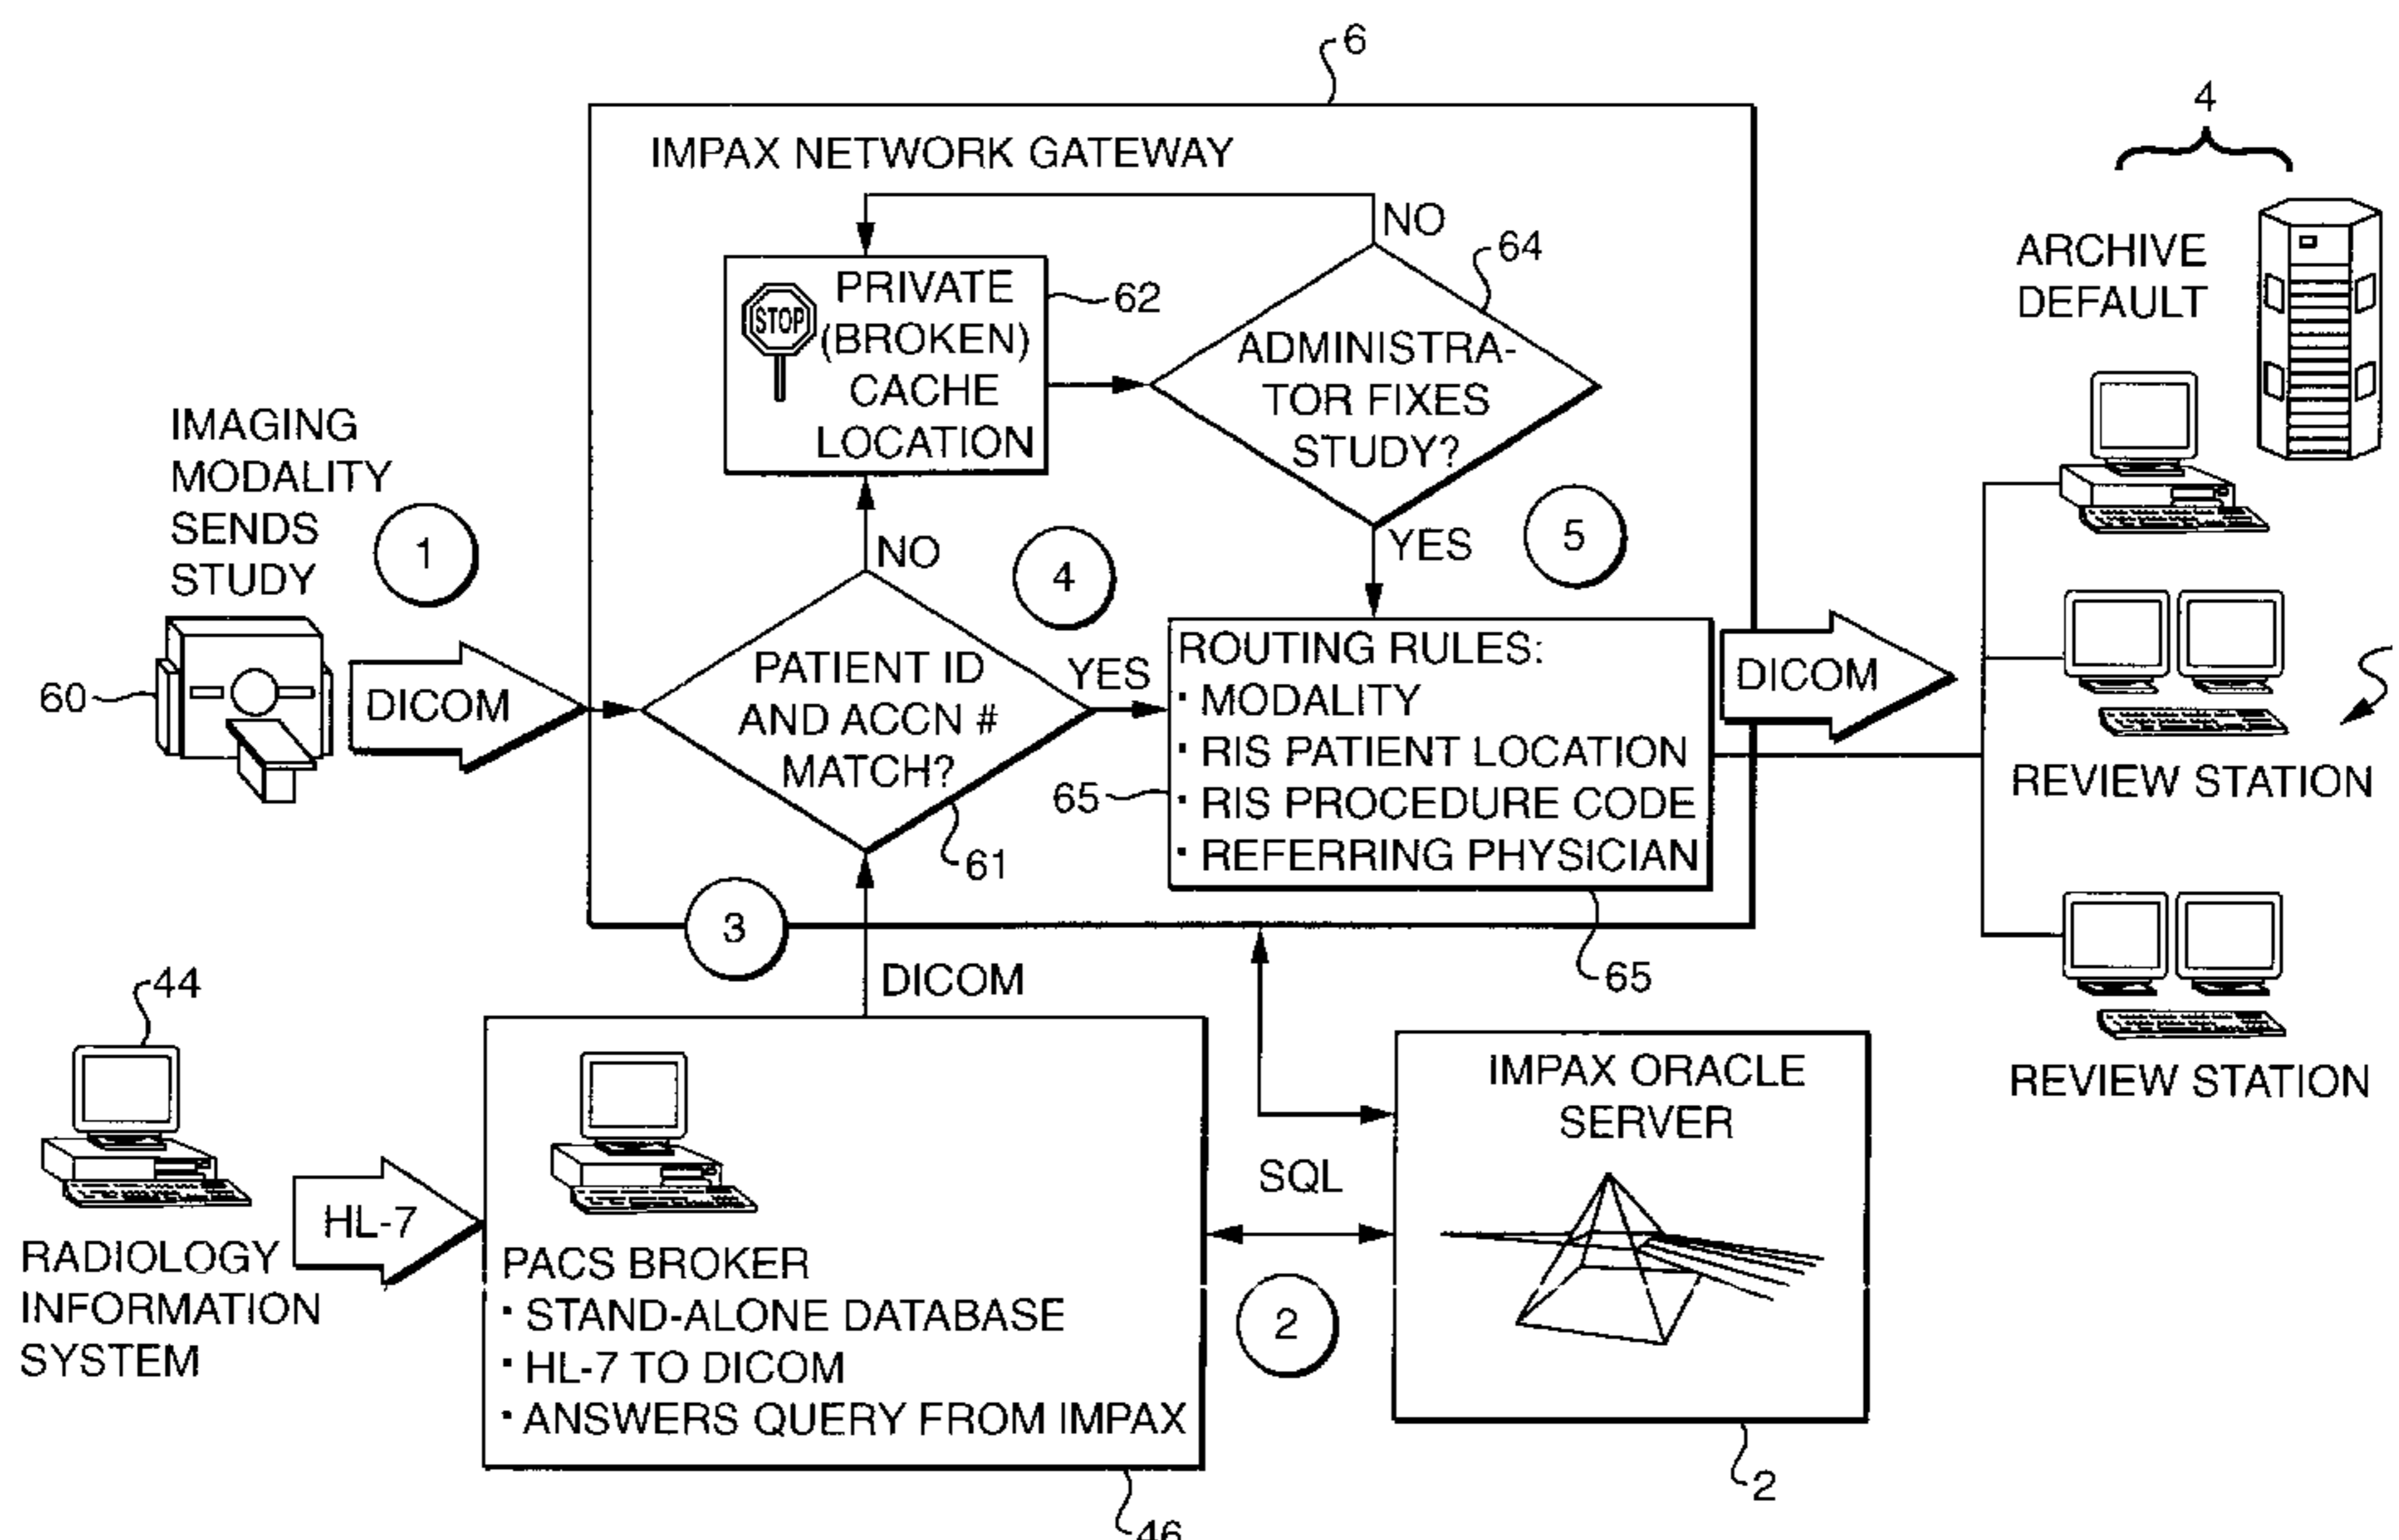 6
4
IMPAX NETWORK GATEWAY
NO
64
ARCHIVE
DEFAULT
STOP
PRIVATE
(BROKEN)
CACHE
LOCATION
62
ADMINISTRA-
TOR FIXES
STUDY?
IMAGING
MODALITY
SENDS
STUDY
1
NO
4
YES
5
60
DICOM
PATIENT ID
AND ACCN #
MATCH?
YES
ROUTING RULES:
· MODALITY
· RIS PATIENT LOCATION
· RIS PROCEDURE CODE
· REFERRING PHYSICIAN
65
61
DICOM
REVIEW STATION
3
DICOM
65
44
REVIEW STATION
HL-7
RADIOLOGY
INFORMATION
SYSTEM
PACS BROKER
· STAND-ALONE DATABASE
· HL-7 TO DICOM
· ANSWERS QUERY FROM IMPAX
SQL
2
IMPAX ORACLE
SERVER
2
46